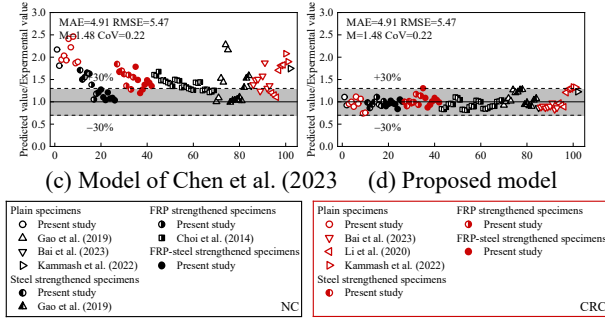 Predicted value/Experimental value
3.0
2.5
2.0
1.5
1.0
0.5
0.0
MAE=4.91 RMSE=5.47
M=1.48 CoV=0.22
+30%
−30%
0 20 40 60 80 100
Predicted value/Experimental value
3.0
2.5
2.0
1.5
1.0
0.5
0.0
MAE=4.91 RMSE=5.47
M=1.48 CoV=0.22
+30%
−30%
0 20 40 60 80 100
(c) Model of Chen et al. (2023
(d) Proposed model
Plain specimens
Present study
Gao et al. (2019)
Bai et al. (2023)
Kammash et al. (2022)
Steel strengthened specimens
Present study
Gao et al. (2019)
FRP strengthened specimens
Present study
Choi et al. (2014)
FRP-steel strengthened specimens
Present study
NC
Plain specimens
Present study
Bai et al. (2023)
Li et al. (2020)
Kammash et al. (2022)
Steel strengthened specimens
Present study
FRP strengthened specimens
Present study
FRP-steel strengthened specimens
Present study
CRC